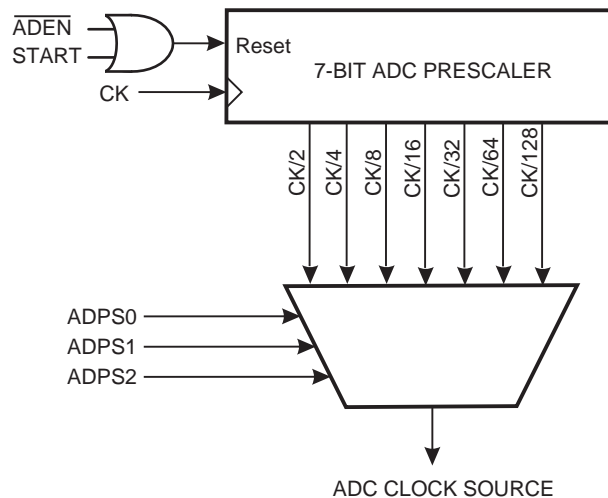 ADEN
START
Reset
7-BIT ADC PRESCALER
CK
CK/2
CK/4
CK/8
CK/16
CK/32
CK/64
CK/128
ADPS0
ADPS1
ADPS2
ADC CLOCK SOURCE